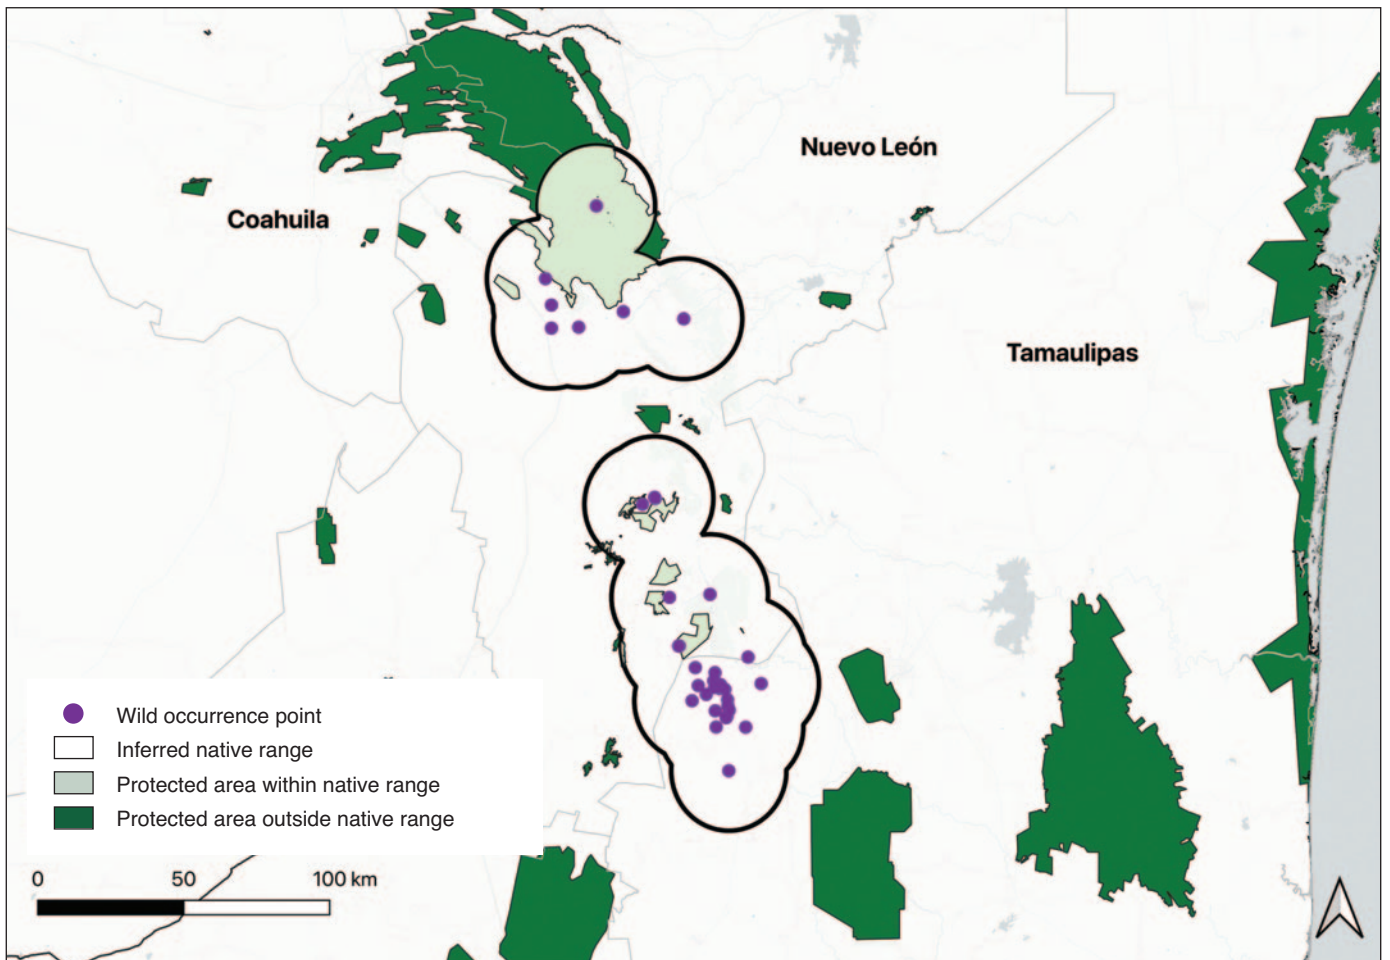 Nuevo León
Coahuila
Tamaulipas
Wild occurrence point
Inferred native range
Protected area within native range
Protected area outside native range
0 50 100 km